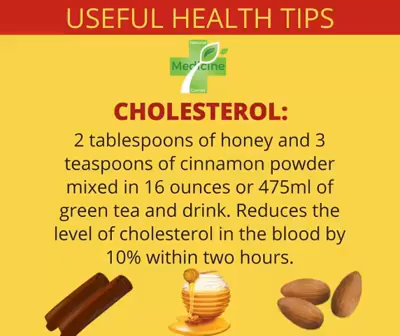 USEFUL HEALTH TIPS
Medicine
CHOLESTEROL:
2 tablespoons of honey and 3
teaspoons of cinnamon powder
mixed in 16 ounces or 475ml of
green tea and drink. Reduces the
level of cholesterol in the blood by
10% within two hours.